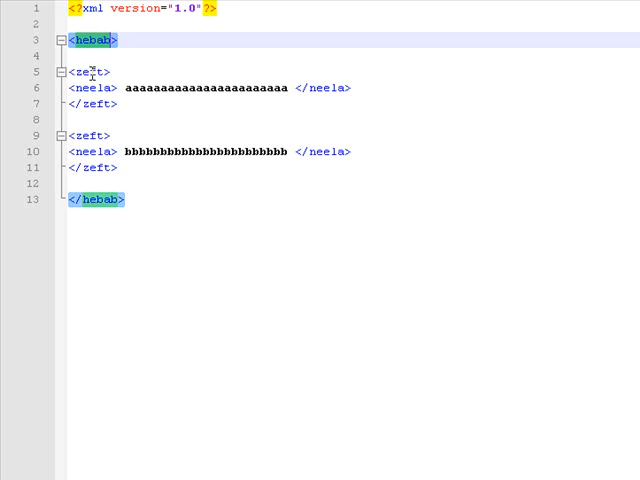 1 <?xml version="1.0"?>
2
3 <hebab>
4
5 <zeft>
6 <neela> aaaaaaaaaaaaaaaaaaaaaaa </neela>
7 </zeft>
8
9 <zeft>
10 <neela> bbbbbbbbbbbbbbbbbbbbbbb </neela>
11 </zeft>
12
13 </hebab>